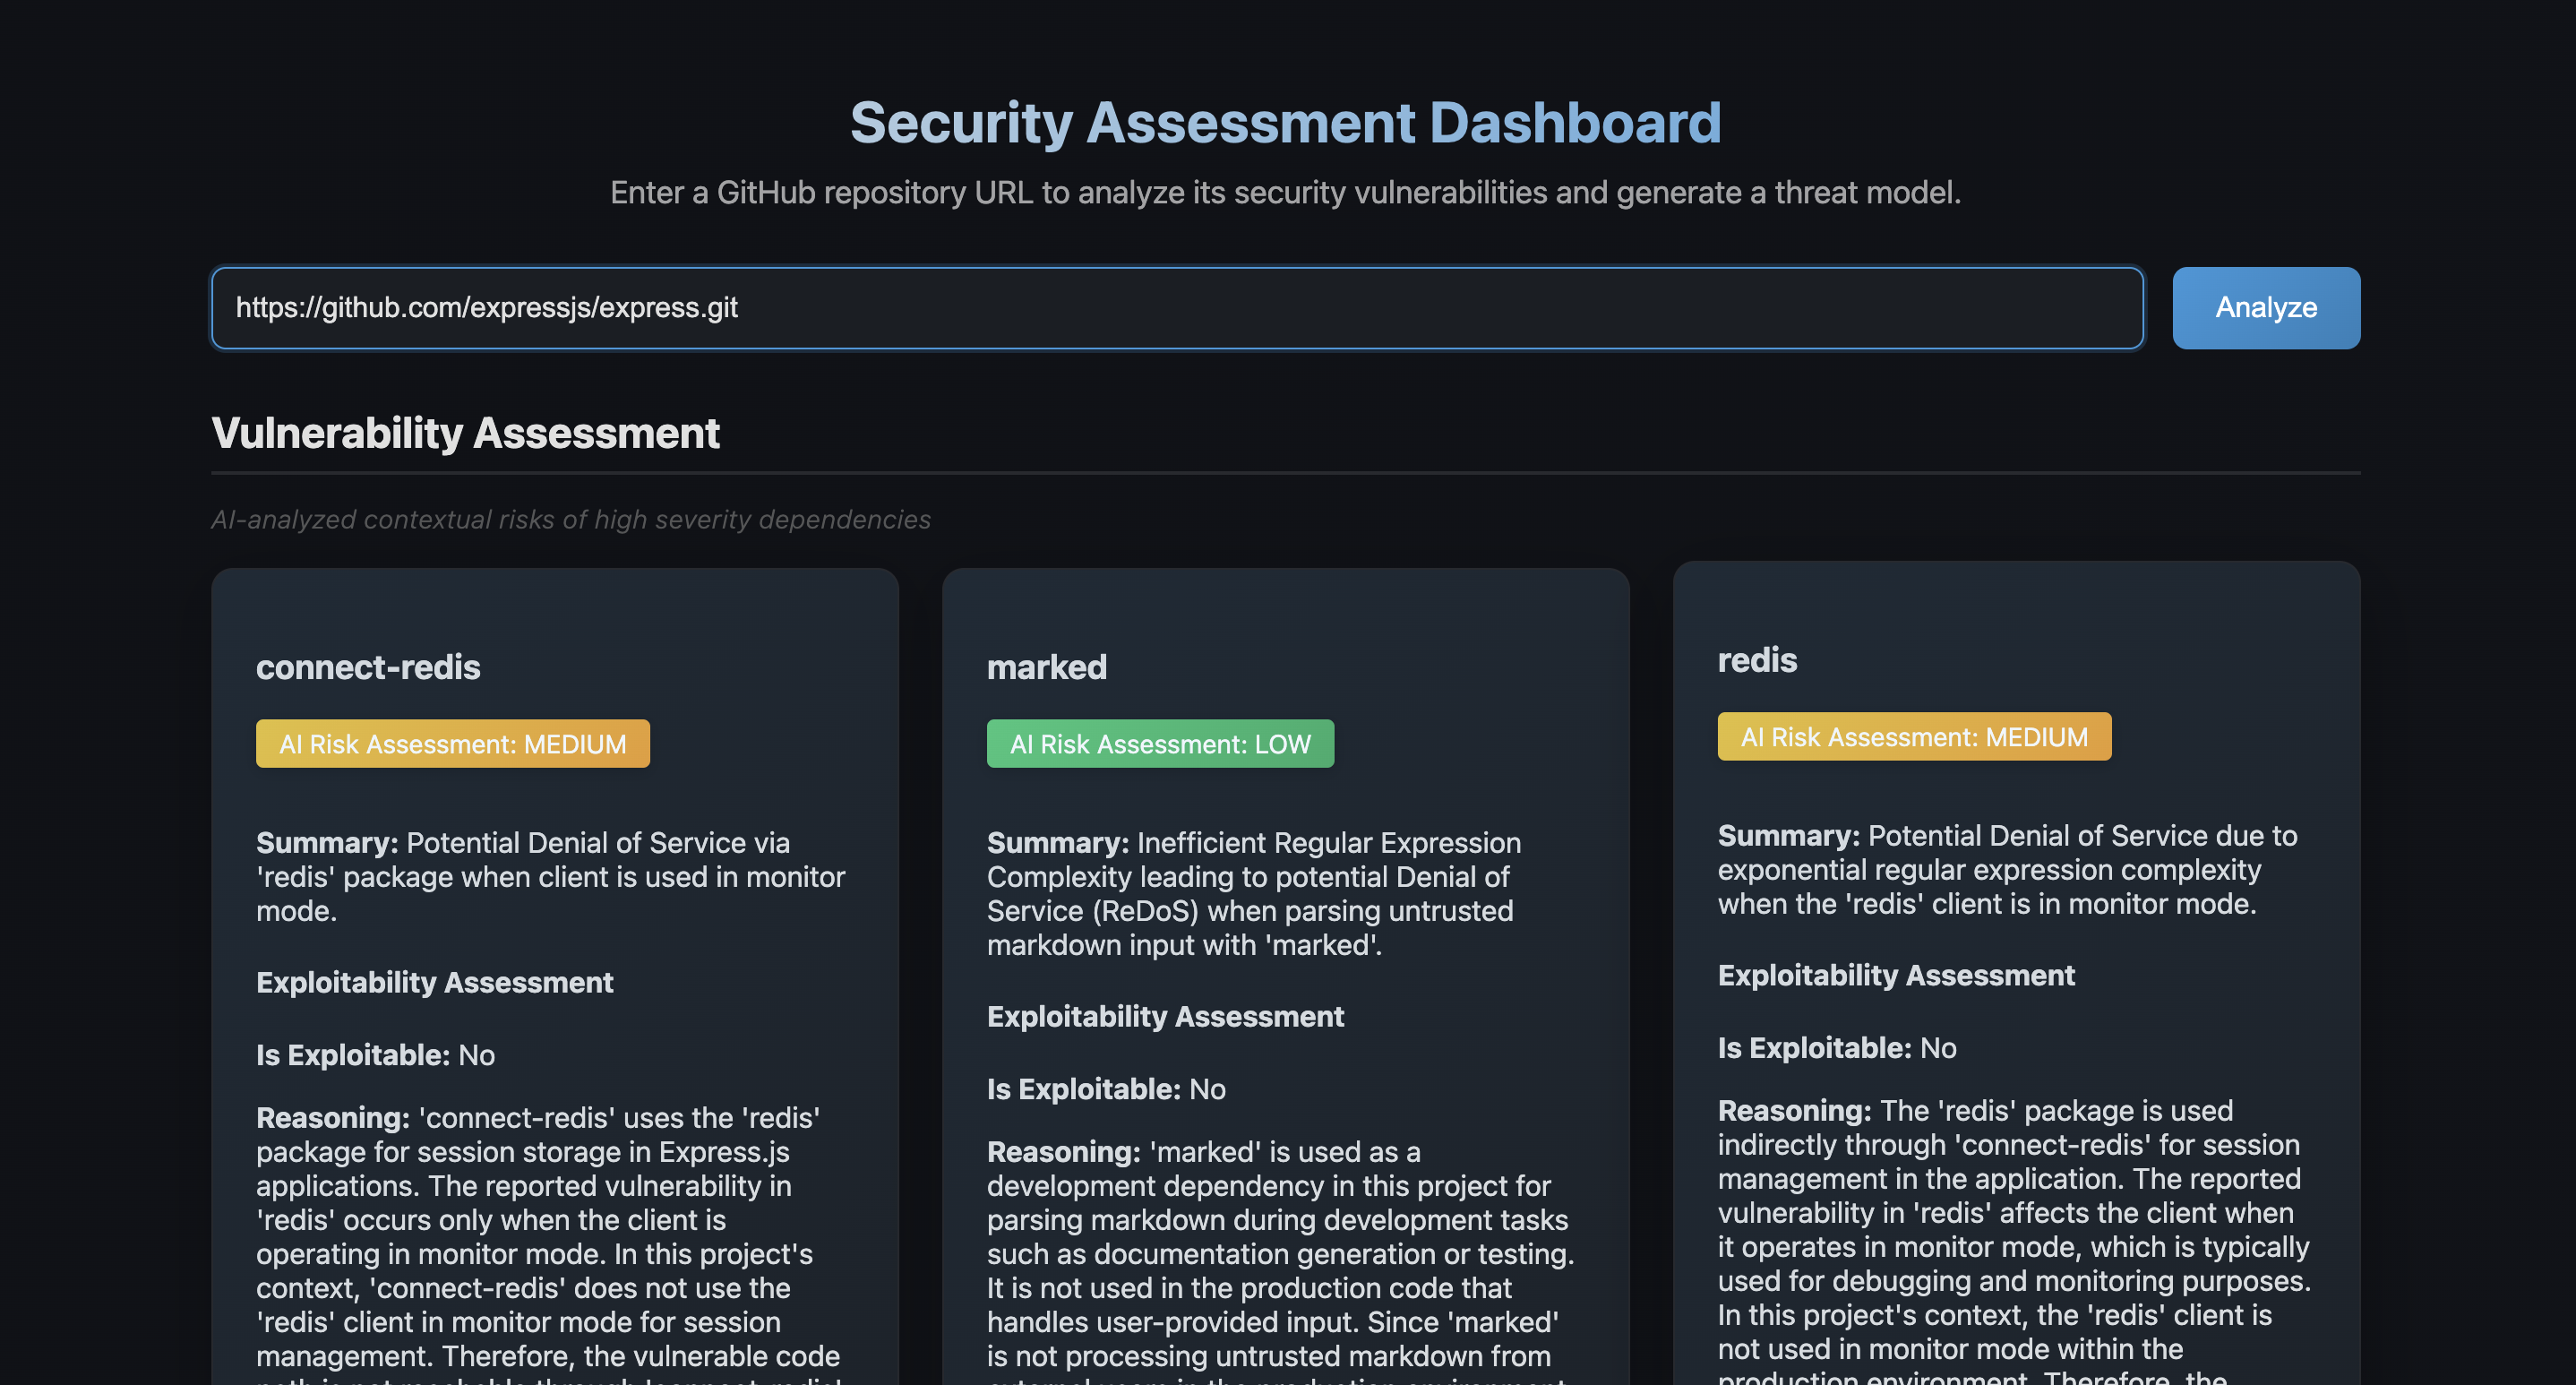 Security Assessment Dashboard
Enter a GitHub repository URL to analyze its security vulnerabilities and generate a threat model.
https://github.com/expressjs/express.git
Analyze
Vulnerability Assessment
AI-analyzed contextual risks of high severity dependencies
connect-redis
AI Risk Assessment: MEDIUM
Summary: Potential Denial of Service via
'redis' package when client is used in monitor
mode.
Exploitability Assessment
Is Exploitable: No
Reasoning: 'connect-redis' uses the 'redis'
package for session storage in Express.js
applications. The reported vulnerability in
'redis' occurs only when the client is
operating in monitor mode. In this project's
context, 'connect-redis' does not use the
'redis' client in monitor mode for session
management. Therefore, the vulnerable code
path is not reachable through 'connect-redis'
marked
AI Risk Assessment: LOW
Summary: Inefficient Regular Expression
Complexity leading to potential Denial of
Service (ReDoS) when parsing untrusted
markdown input with 'marked'.
Exploitability Assessment
Is Exploitable: No
Reasoning: 'marked' is used as a
development dependency in this project for
parsing markdown during development tasks
such as documentation generation or testing.
It is not used in the production code that
handles user-provided input. Since 'marked'
is not processing untrusted markdown from
external users in the production environment
redis
AI Risk Assessment: MEDIUM
Summary: Potential Denial of Service due to
exponential regular expression complexity
when the 'redis' client is in monitor mode.
Exploitability Assessment
Is Exploitable: No
Reasoning: The 'redis' package is used
indirectly through 'connect-redis' for session
management in the application. The reported
vulnerability in 'redis' affects the client when
it operates in monitor mode, which is typically
used for debugging and monitoring purposes.
In this project's context, the 'redis' client is
not used in monitor mode within the
production environment. Therefore, the